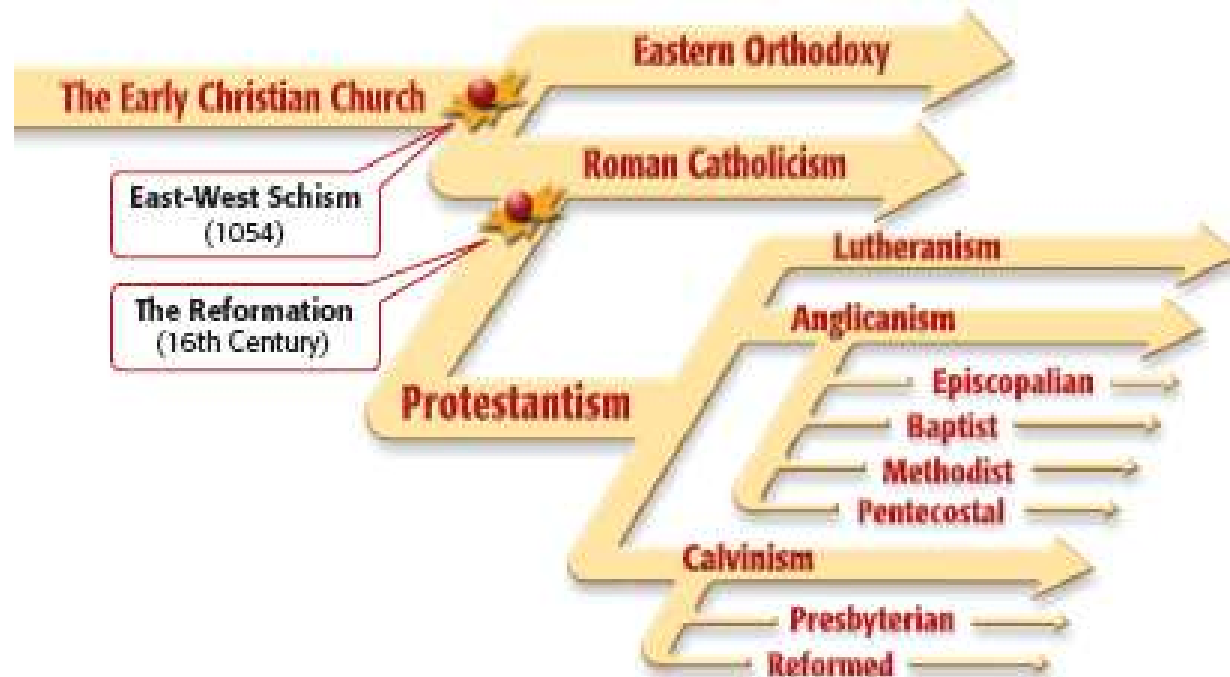 Eastern Orthodoxy
The Early Christian Church
Roman Catholicism
East-West Schism
(1054)
Lutheranism
The Reformation
(16th Century)
Anglicanism
Protestantism
Episcopalian
Baptist
Methodist
Pentecostal
Calvinism
Presbyterian
Reformed